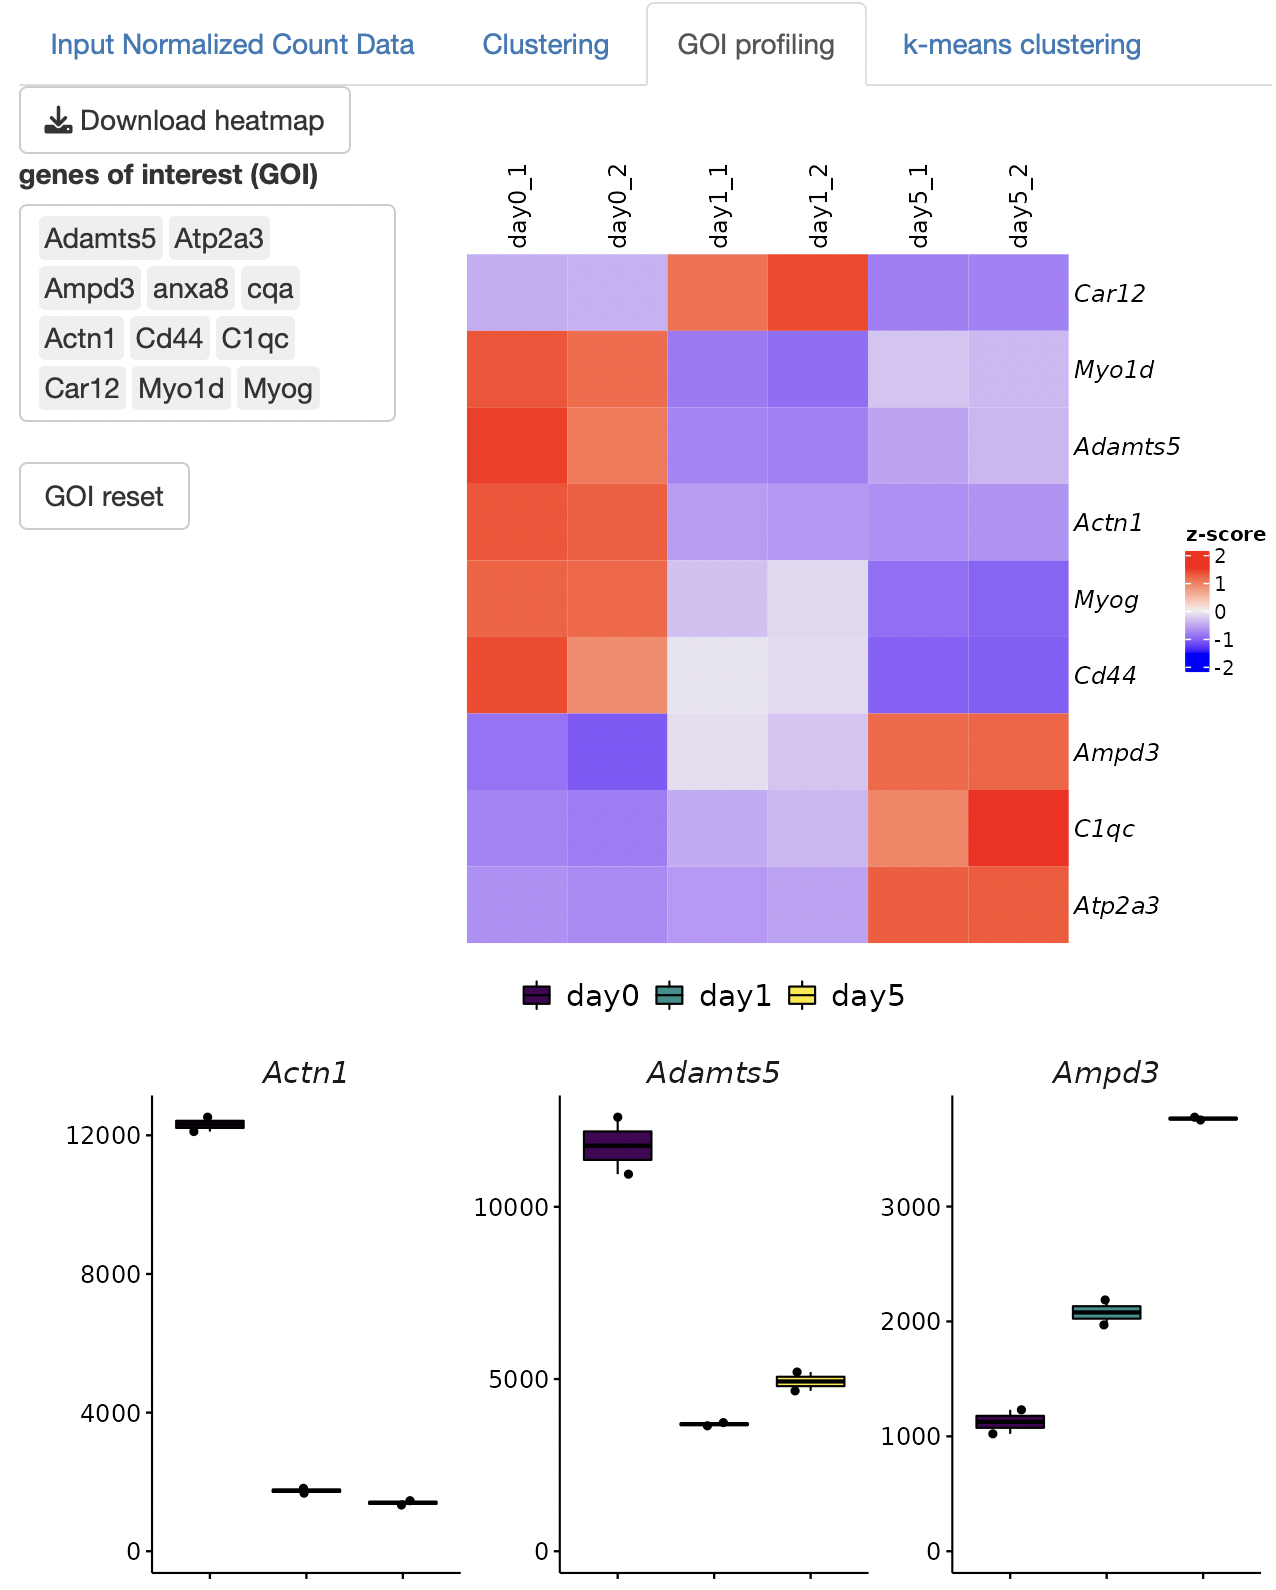 Input Normalized Count Data Clustering GOI profiling k-means clustering
Download heatmap
genes of interest (GOI)
Adamts5 Atp2a3
Ampd3 anxa8 cqa
Actn1 Cd44 C1qc
Car12 Myo1d Myog
GOI reset
day0_1 day0_2 day1_1 day1_2 day5_1 day5_2
Car12
Myo1d
Adamts5
Actn1
Myog
Cd44
Ampd3
C1qc
Atp2a3
z-score
2
1
0
-1
-2
day0 day1 day5
Actn1
12000
8000
4000
0
Adamts5
10000
5000
0
Ampd3
3000
2000
1000
0